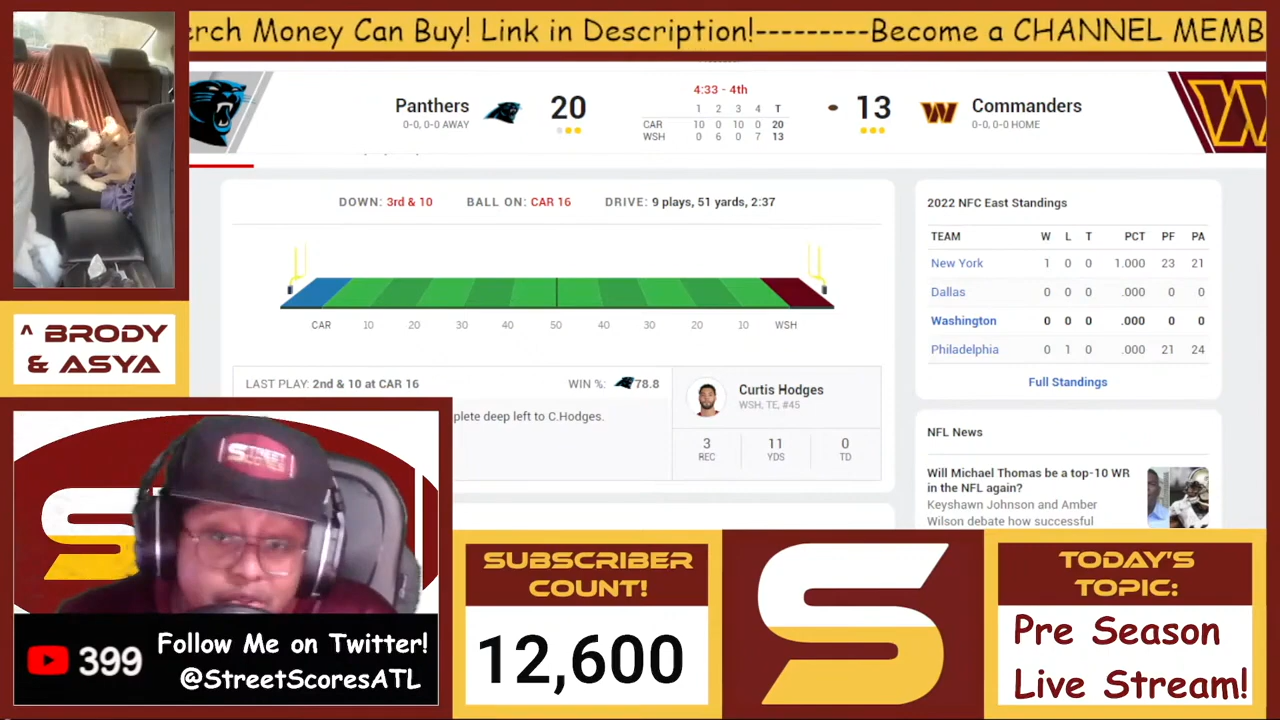 erch Money Can Buy! Link in Description!---------Become a CHANNEL MEMB
Panthers
0-0, 0-0 AWAY
20
4:33 - 4th
1 2 3 4 T
CAR 10 0 10 0 20
WSH 0 6 0 7 13
13
Commanders
0-0, 0-0 HOME
DOWN: 3rd & 10 BALL ON: CAR 16 DRIVE: 9 plays, 51 yards, 2:37
CAR 10 20 30 40 50 40 30 20 10 WSH
LAST PLAY: 2nd & 10 at CAR 16 WIN %: 78.8
plete deep left to C.Hodges.
Curtis Hodges
WSH, TE, #45
3 11 0
REC YDS TD
2022 NFC East Standings
TEAM W L T PCT PF PA
New York 1 0 0 1.000 23 21
Dallas 0 0 0 .000 0 0
Washington 0 0 0 .000 0 0
Philadelphia 0 1 0 .000 21 24
Full Standings
NFL News
Will Michael Thomas be a top-10 WR
in the NFL again?
Keyshawn Johnson and Amber
Wilson debate how successful
^ BRODY
& ASYA
STREET
SCORES
399
Follow Me on Twitter!
@StreetScoresATL
SUBSCRIBER
COUNT!
12,600
S
TODAY'S
TOPIC:
Pre Season
Live Stream!